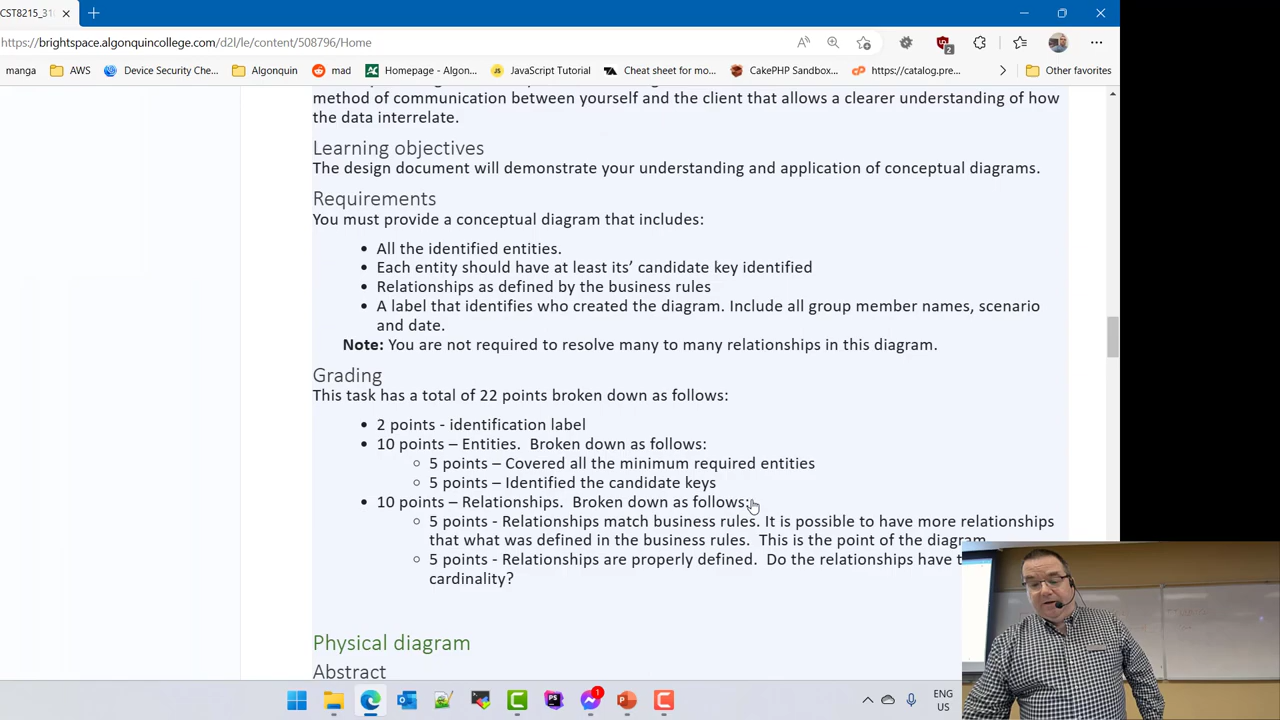 CST8215_31
https://brightspace.algonquincollege.com/d2l/le/content/508796/Home
2
manga AWS Device Security Che... Algonquin mad Homepage - Algon... JavaScript Tutorial Cheat sheet for mo... CakePHP Sandbox... https://catalog.pre... Other favorites
method of communication between yourself and the client that allows a clearer understanding of how
the data interrelate.
Learning objectives
The design document will demonstrate your understanding and application of conceptual diagrams.
Requirements
You must provide a conceptual diagram that includes:
• All the identified entities.
• Each entity should have at least its’ candidate key identified
• Relationships as defined by the business rules
• A label that identifies who created the diagram. Include all group member names, scenario
and date.
Note: You are not required to resolve many to many relationships in this diagram.
Grading
This task has a total of 22 points broken down as follows:
• 2 points - identification label
• 10 points – Entities. Broken down as follows:
○ 5 points – Covered all the minimum required entities
○ 5 points – Identified the candidate keys
• 10 points – Relationships. Broken down as follows:
○ 5 points - Relationships match business rules. It is possible to have more relationships
that what was defined in the business rules. This is the point of the diagram
○ 5 points - Relationships are properly defined. Do the relationships have
cardinality?
Physical diagram
Abstract
1
ENG
US